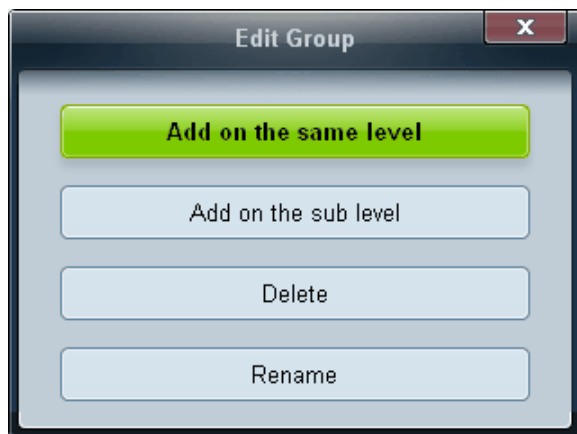 Edit Group
x
Add on the same level
Add on the sub level
Delete
Rename